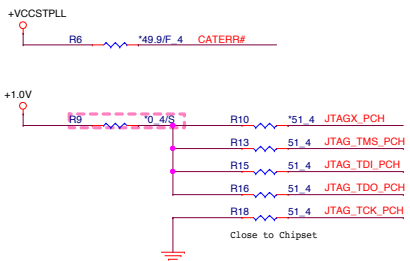 +VCCSTPLL
R6 *49.9/F_4 CATERR#
+1.0V
R9 *0_4/S R10 *51_4 JTAGX_PCH
R13 51_4 JTAG_TMS_PCH
R15 51_4 JTAG_TDI_PCH
R16 51_4 JTAG_TDO_PCH
R18 51_4 JTAG_TCK_PCH
Close to Chipset